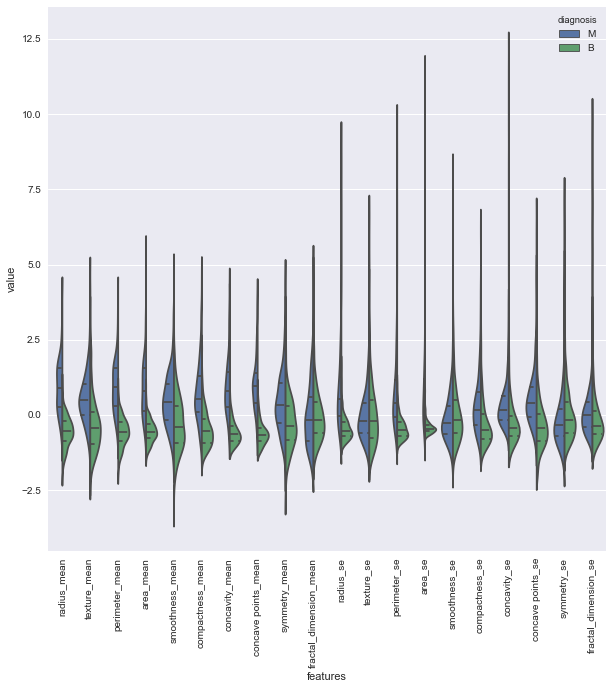 diagnosis
M
B
12.5
10.0
7.5
5.0
2.5
0.0
−2.5
value
radius_mean
texture_mean
perimeter_mean
area_mean
smoothness_mean
compactness_mean
concavity_mean
concave points_mean
symmetry_mean
fractal_dimension_mean
radius_se
texture_se
perimeter_se
area_se
smoothness_se
compactness_se
concavity_se
concave points_se
symmetry_se
fractal_dimension_se
features